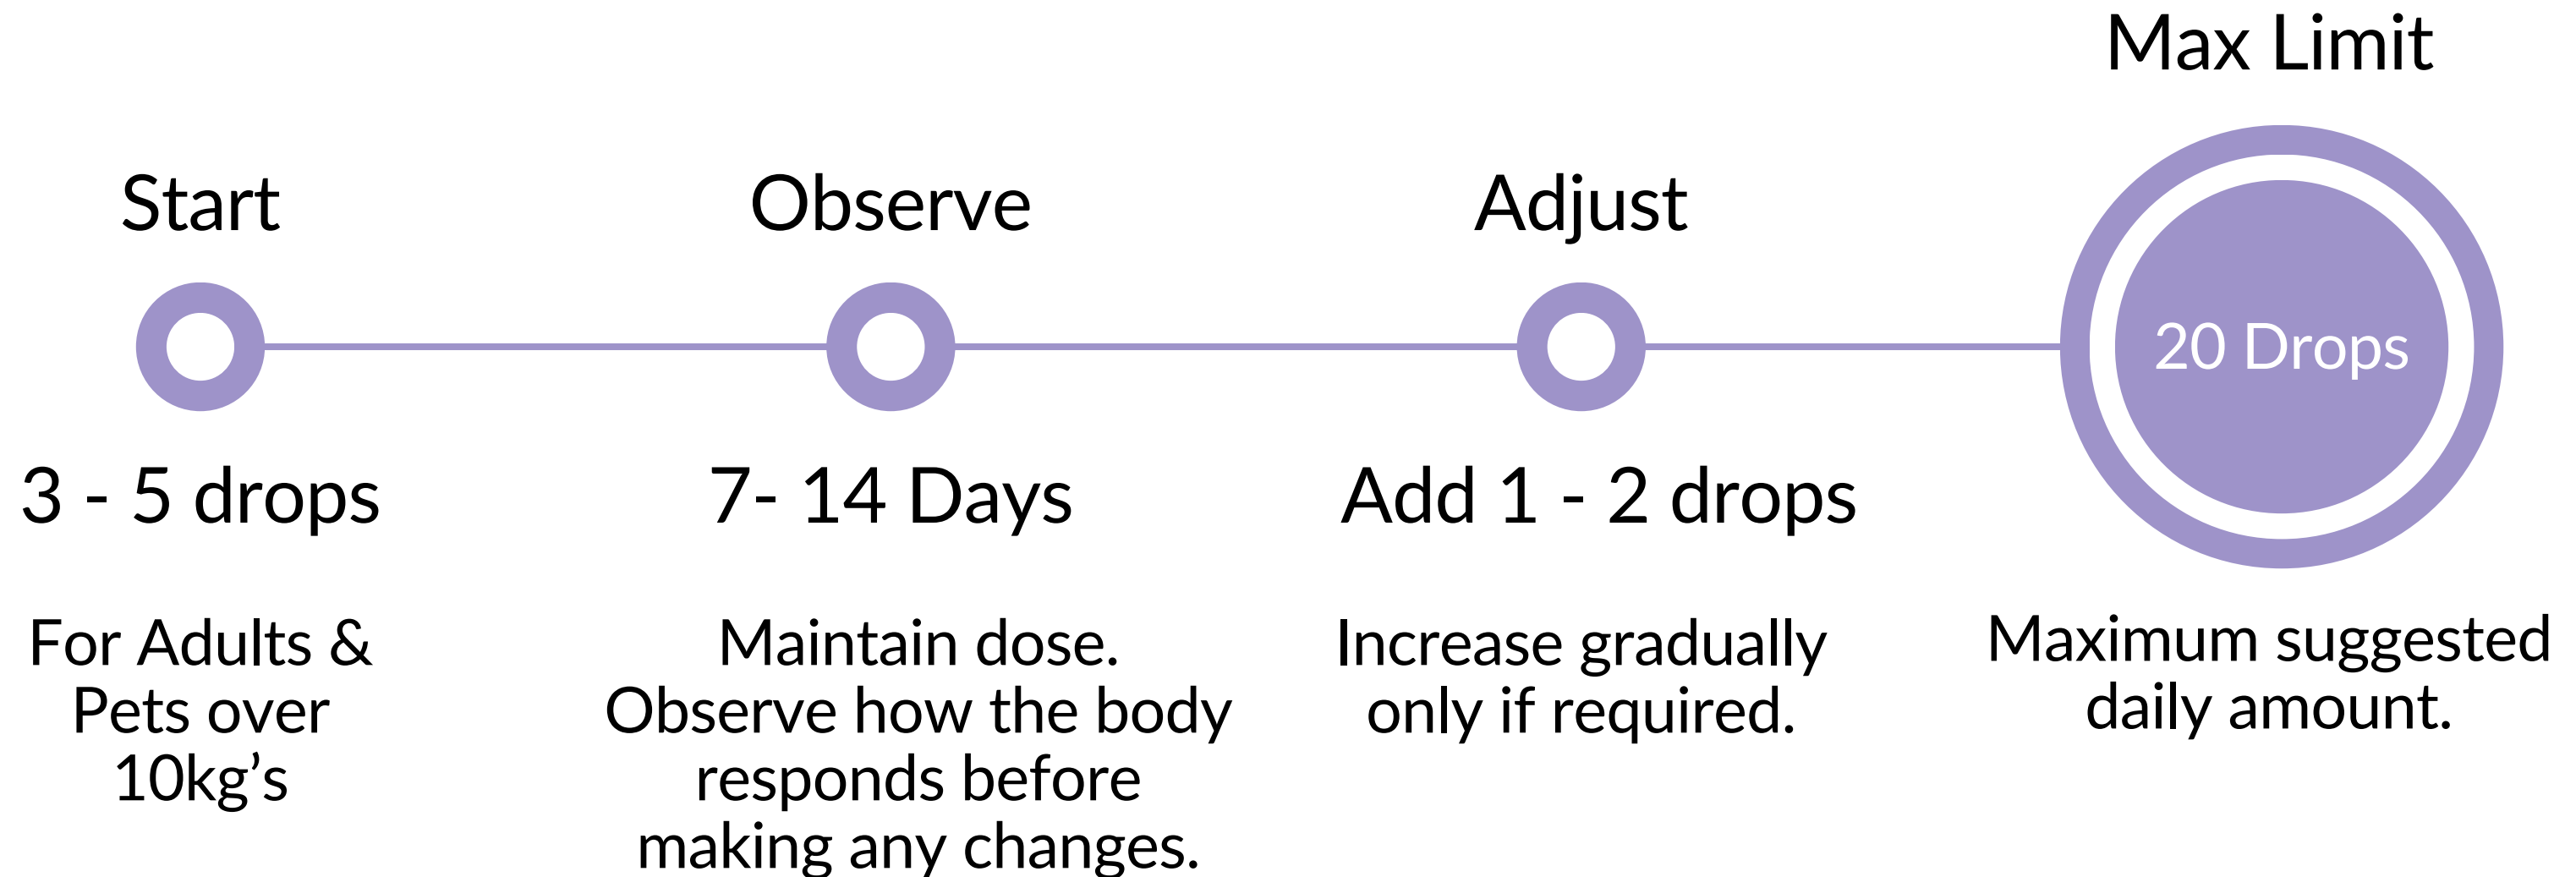 Start
3 - 5 drops
For Adults &
Pets over
10kg’s
Observe
7- 14 Days
Maintain dose.
Observe how the body
responds before
making any changes.
Adjust
Add 1 - 2 drops
Increase gradually
only if required.
Max Limit
20 Drops
Maximum suggested
daily amount.